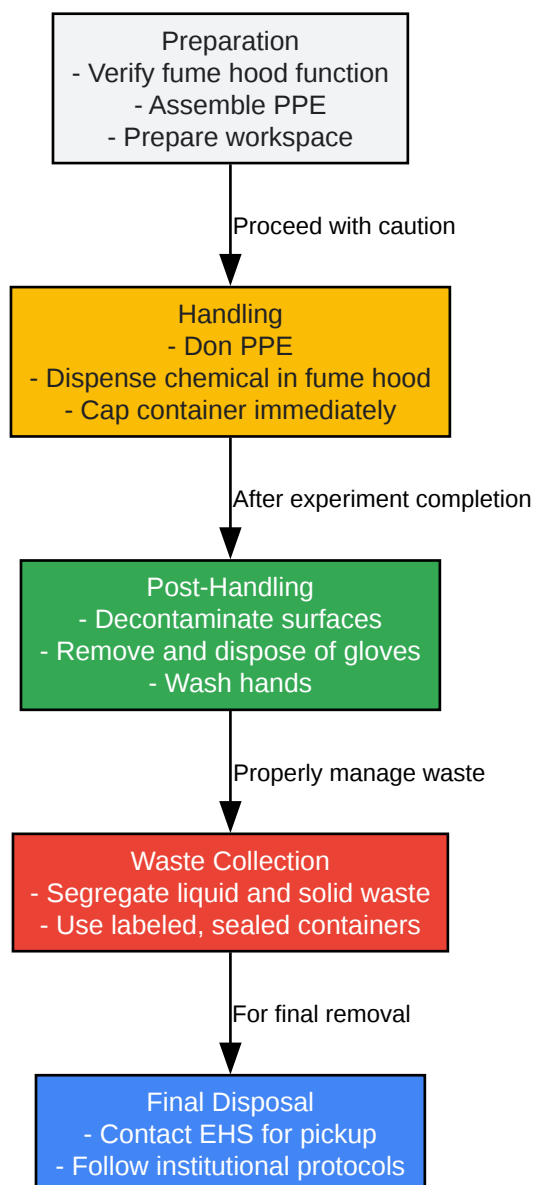 Preparation
- Verify fume hood function
- Assemble PPE
- Prepare workspace
Proceed with caution
Handling
- Don PPE
- Dispense chemical in fume hood
- Cap container immediately
After experiment completion
Post-Handling
- Decontaminate surfaces
- Remove and dispose of gloves
- Wash hands
Properly manage waste
Waste Collection
- Segregate liquid and solid waste
- Use labeled, sealed containers
For final removal
Final Disposal
- Contact EHS for pickup
- Follow institutional protocols